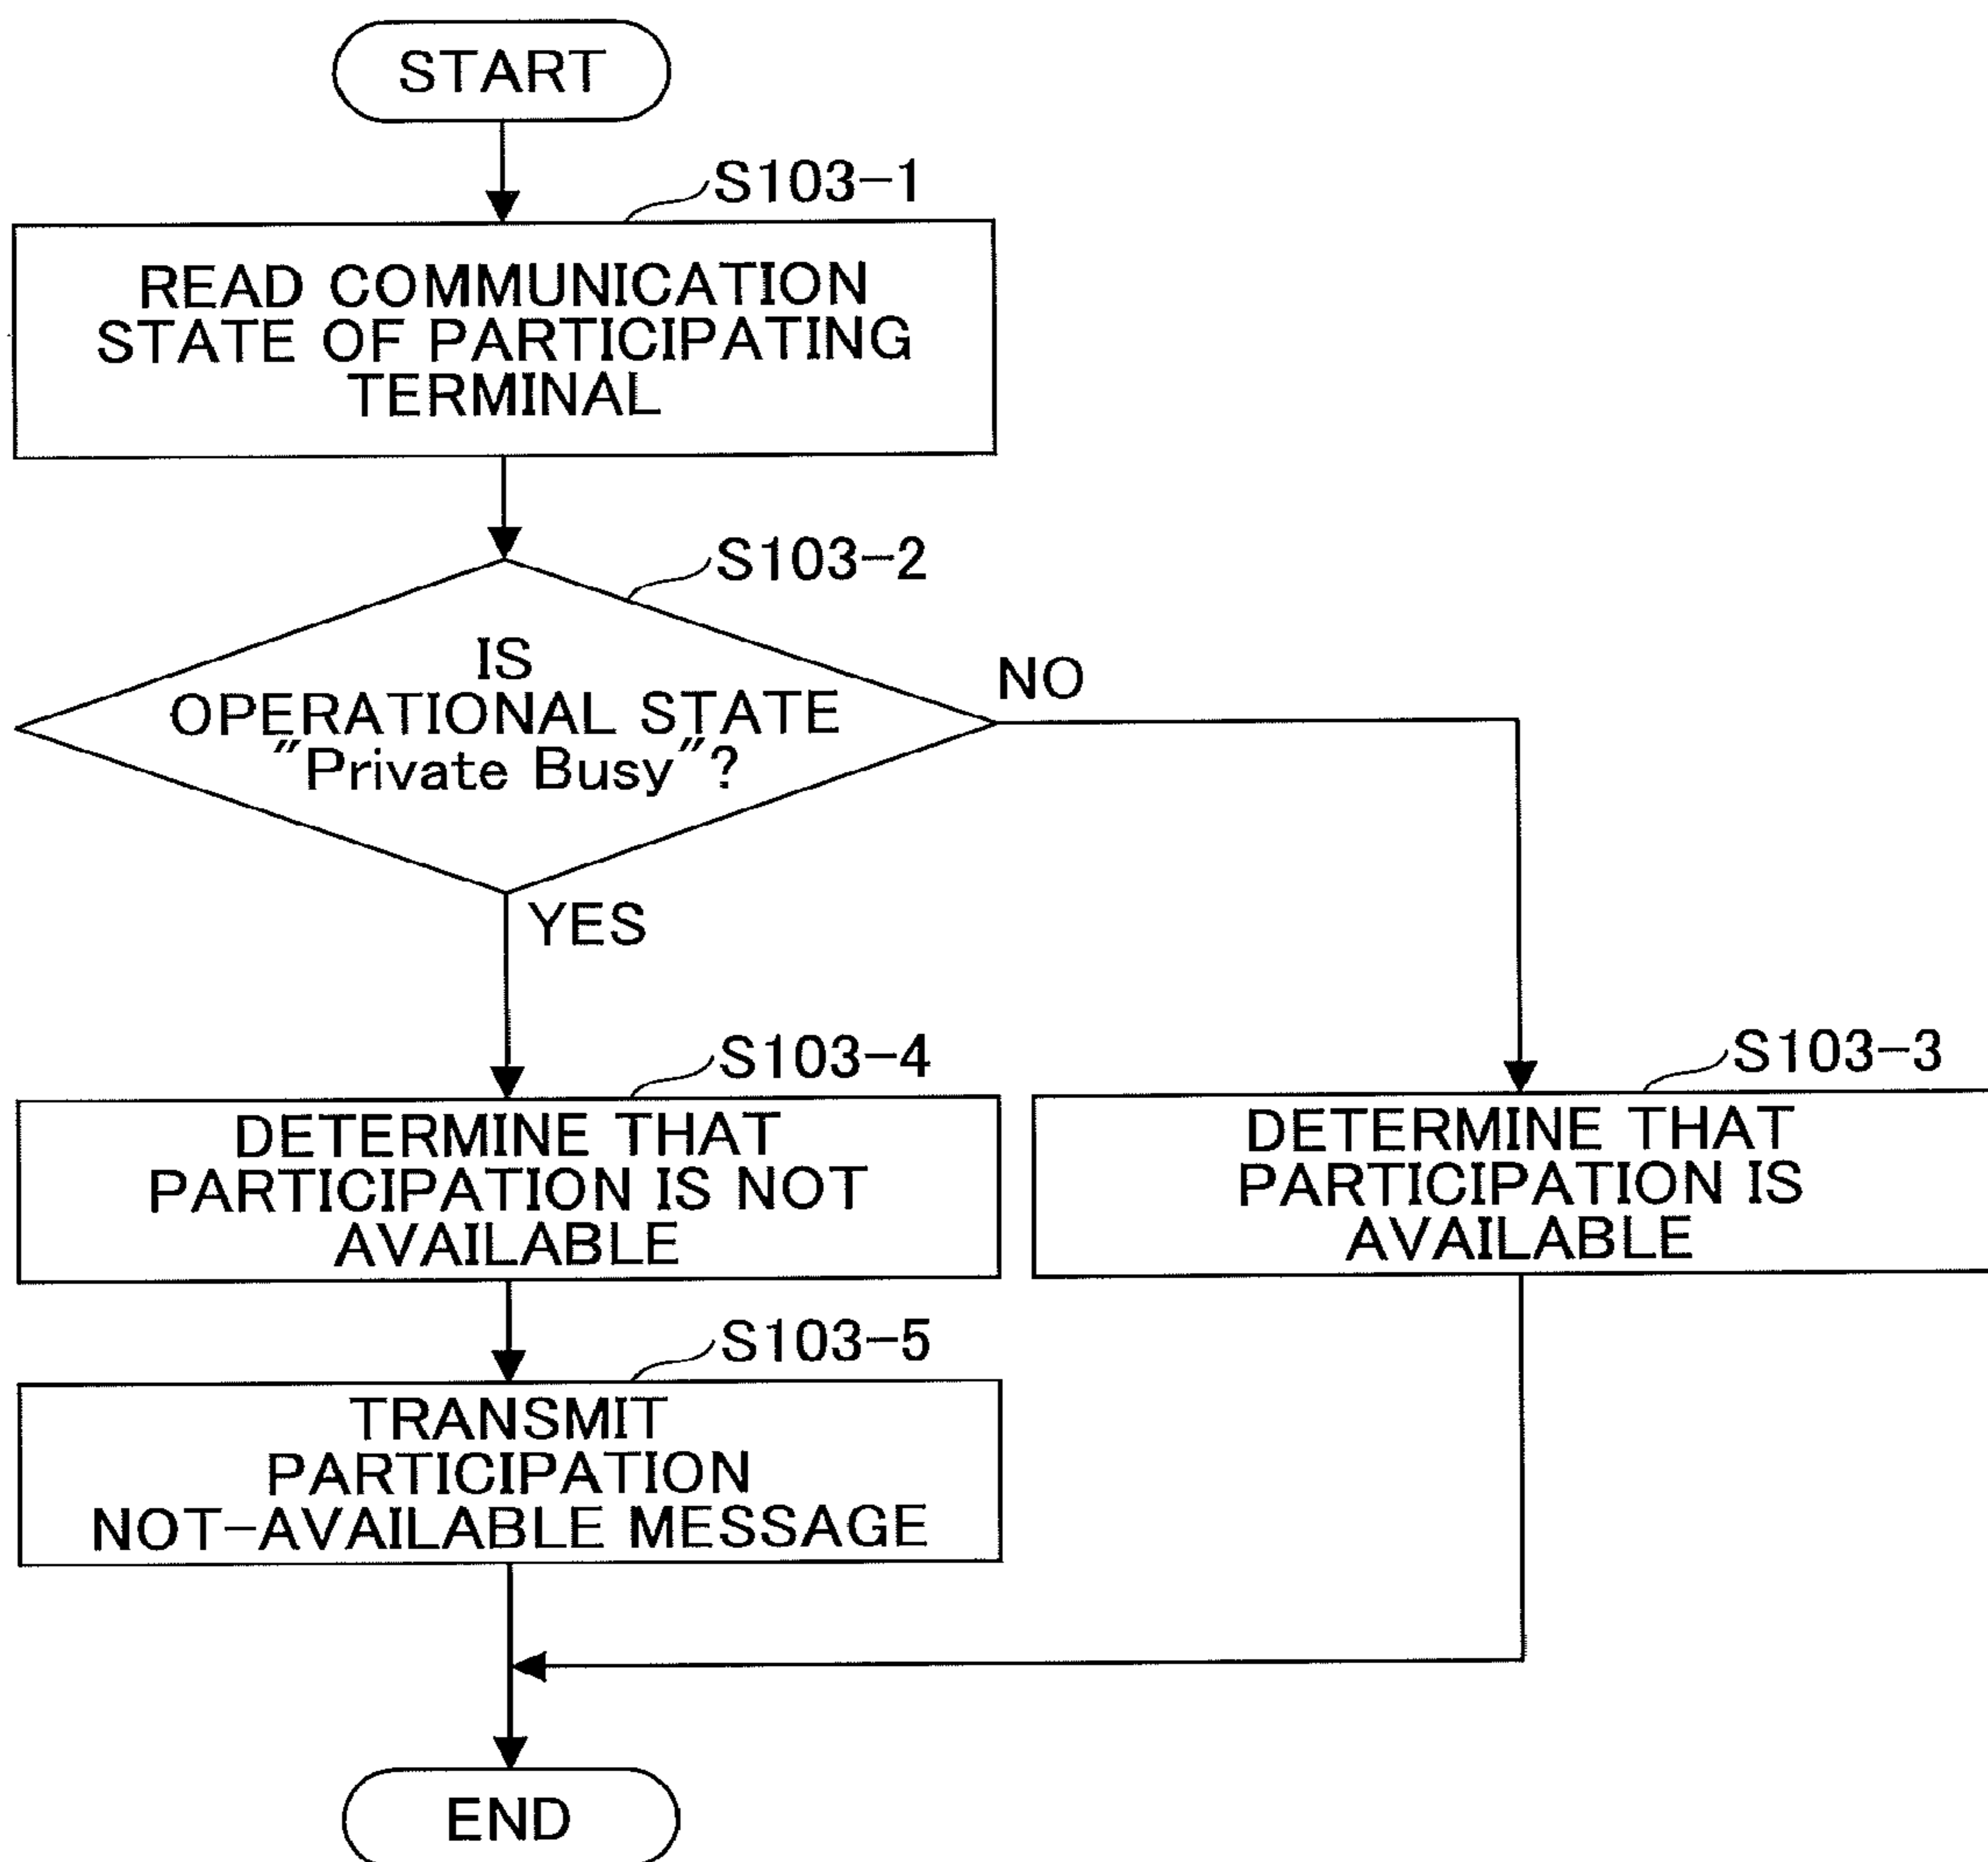 START
S103-1
READ COMMUNICATION
STATE OF PARTICIPATING
TERMINAL
S103-2
IS
OPERATIONAL STATE
"Private Busy"?
NO
YES
S103-4
DETERMINE THAT
PARTICIPATION IS NOT
AVAILABLE
S103-3
DETERMINE THAT
PARTICIPATION IS
AVAILABLE
S103-5
TRANSMIT
PARTICIPATION
NOT-AVAILABLE MESSAGE
END